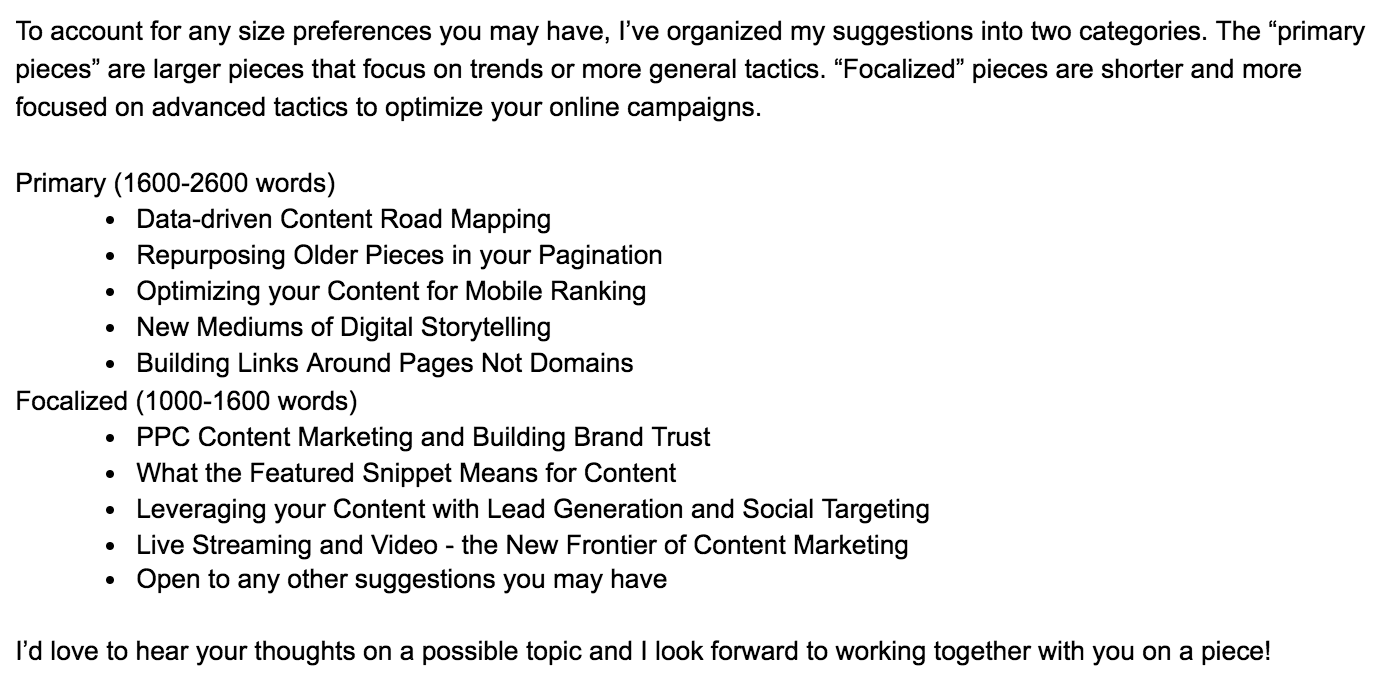 To account for any size preferences you may have, I’ve organized my suggestions into two categories. The “primary
pieces” are larger pieces that focus on trends or more general tactics. “Focalized” pieces are shorter and more
focused on advanced tactics to optimize your online campaigns.
Primary (1600-2600 words)
• Data-driven Content Road Mapping
• Repurposing Older Pieces in your Pagination
• Optimizing your Content for Mobile Ranking
• New Mediums of Digital Storytelling
• Building Links Around Pages Not Domains
Focalized (1000-1600 words)
• PPC Content Marketing and Building Brand Trust
• What the Featured Snippet Means for Content
• Leveraging your Content with Lead Generation and Social Targeting
• Live Streaming and Video - the New Frontier of Content Marketing
• Open to any other suggestions you may have
I’d love to hear your thoughts on a possible topic and I look forward to working together with you on a piece!